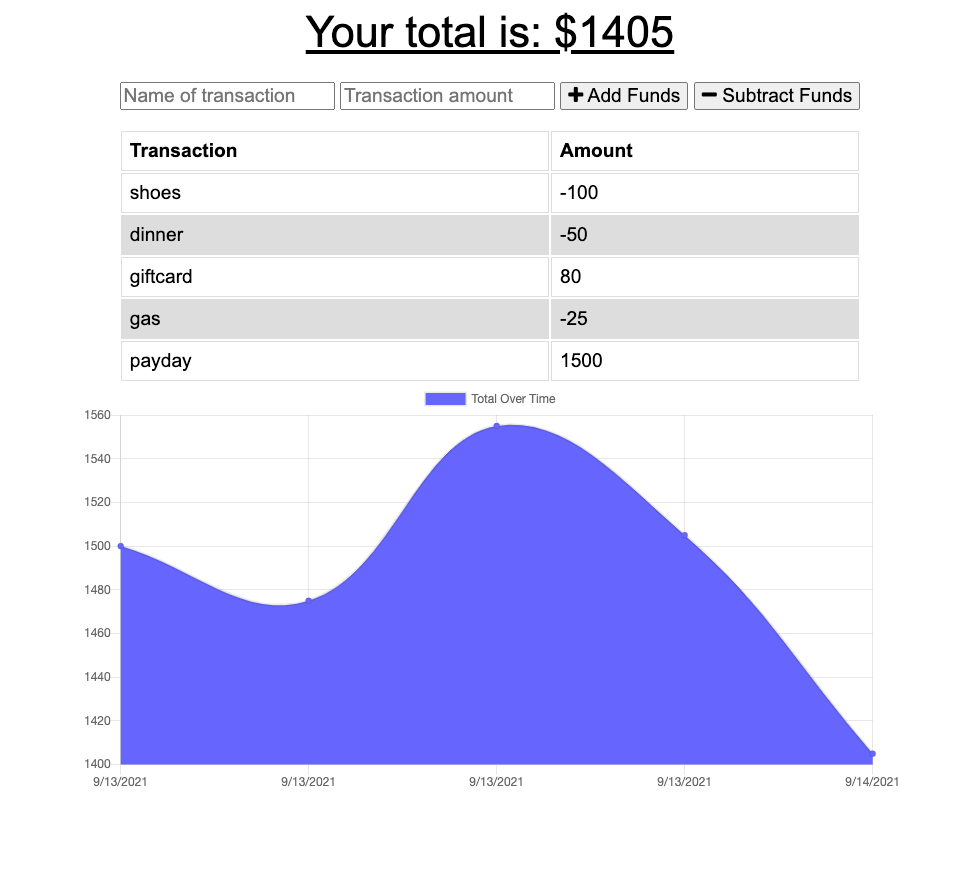 Your total is: $1405
Name of transaction Transaction amount Add Funds Subtract Funds
Transaction Amount
shoes -100
dinner -50
giftcard 80
gas -25
payday 1500
Total Over Time
1560
1540
1520
1500
1480
1460
1440
1420
1400
9/13/2021 9/13/2021 9/13/2021 9/13/2021 9/14/2021